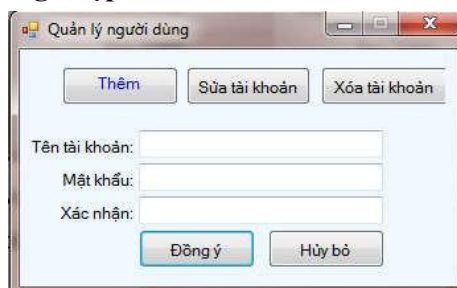 Quản lý người dùng
Thêm Sửa tài khoản Xóa tài khoản
Tên tài khoản:
Mật khẩu:
Xác nhận:
Đồng ý Hủy bỏ